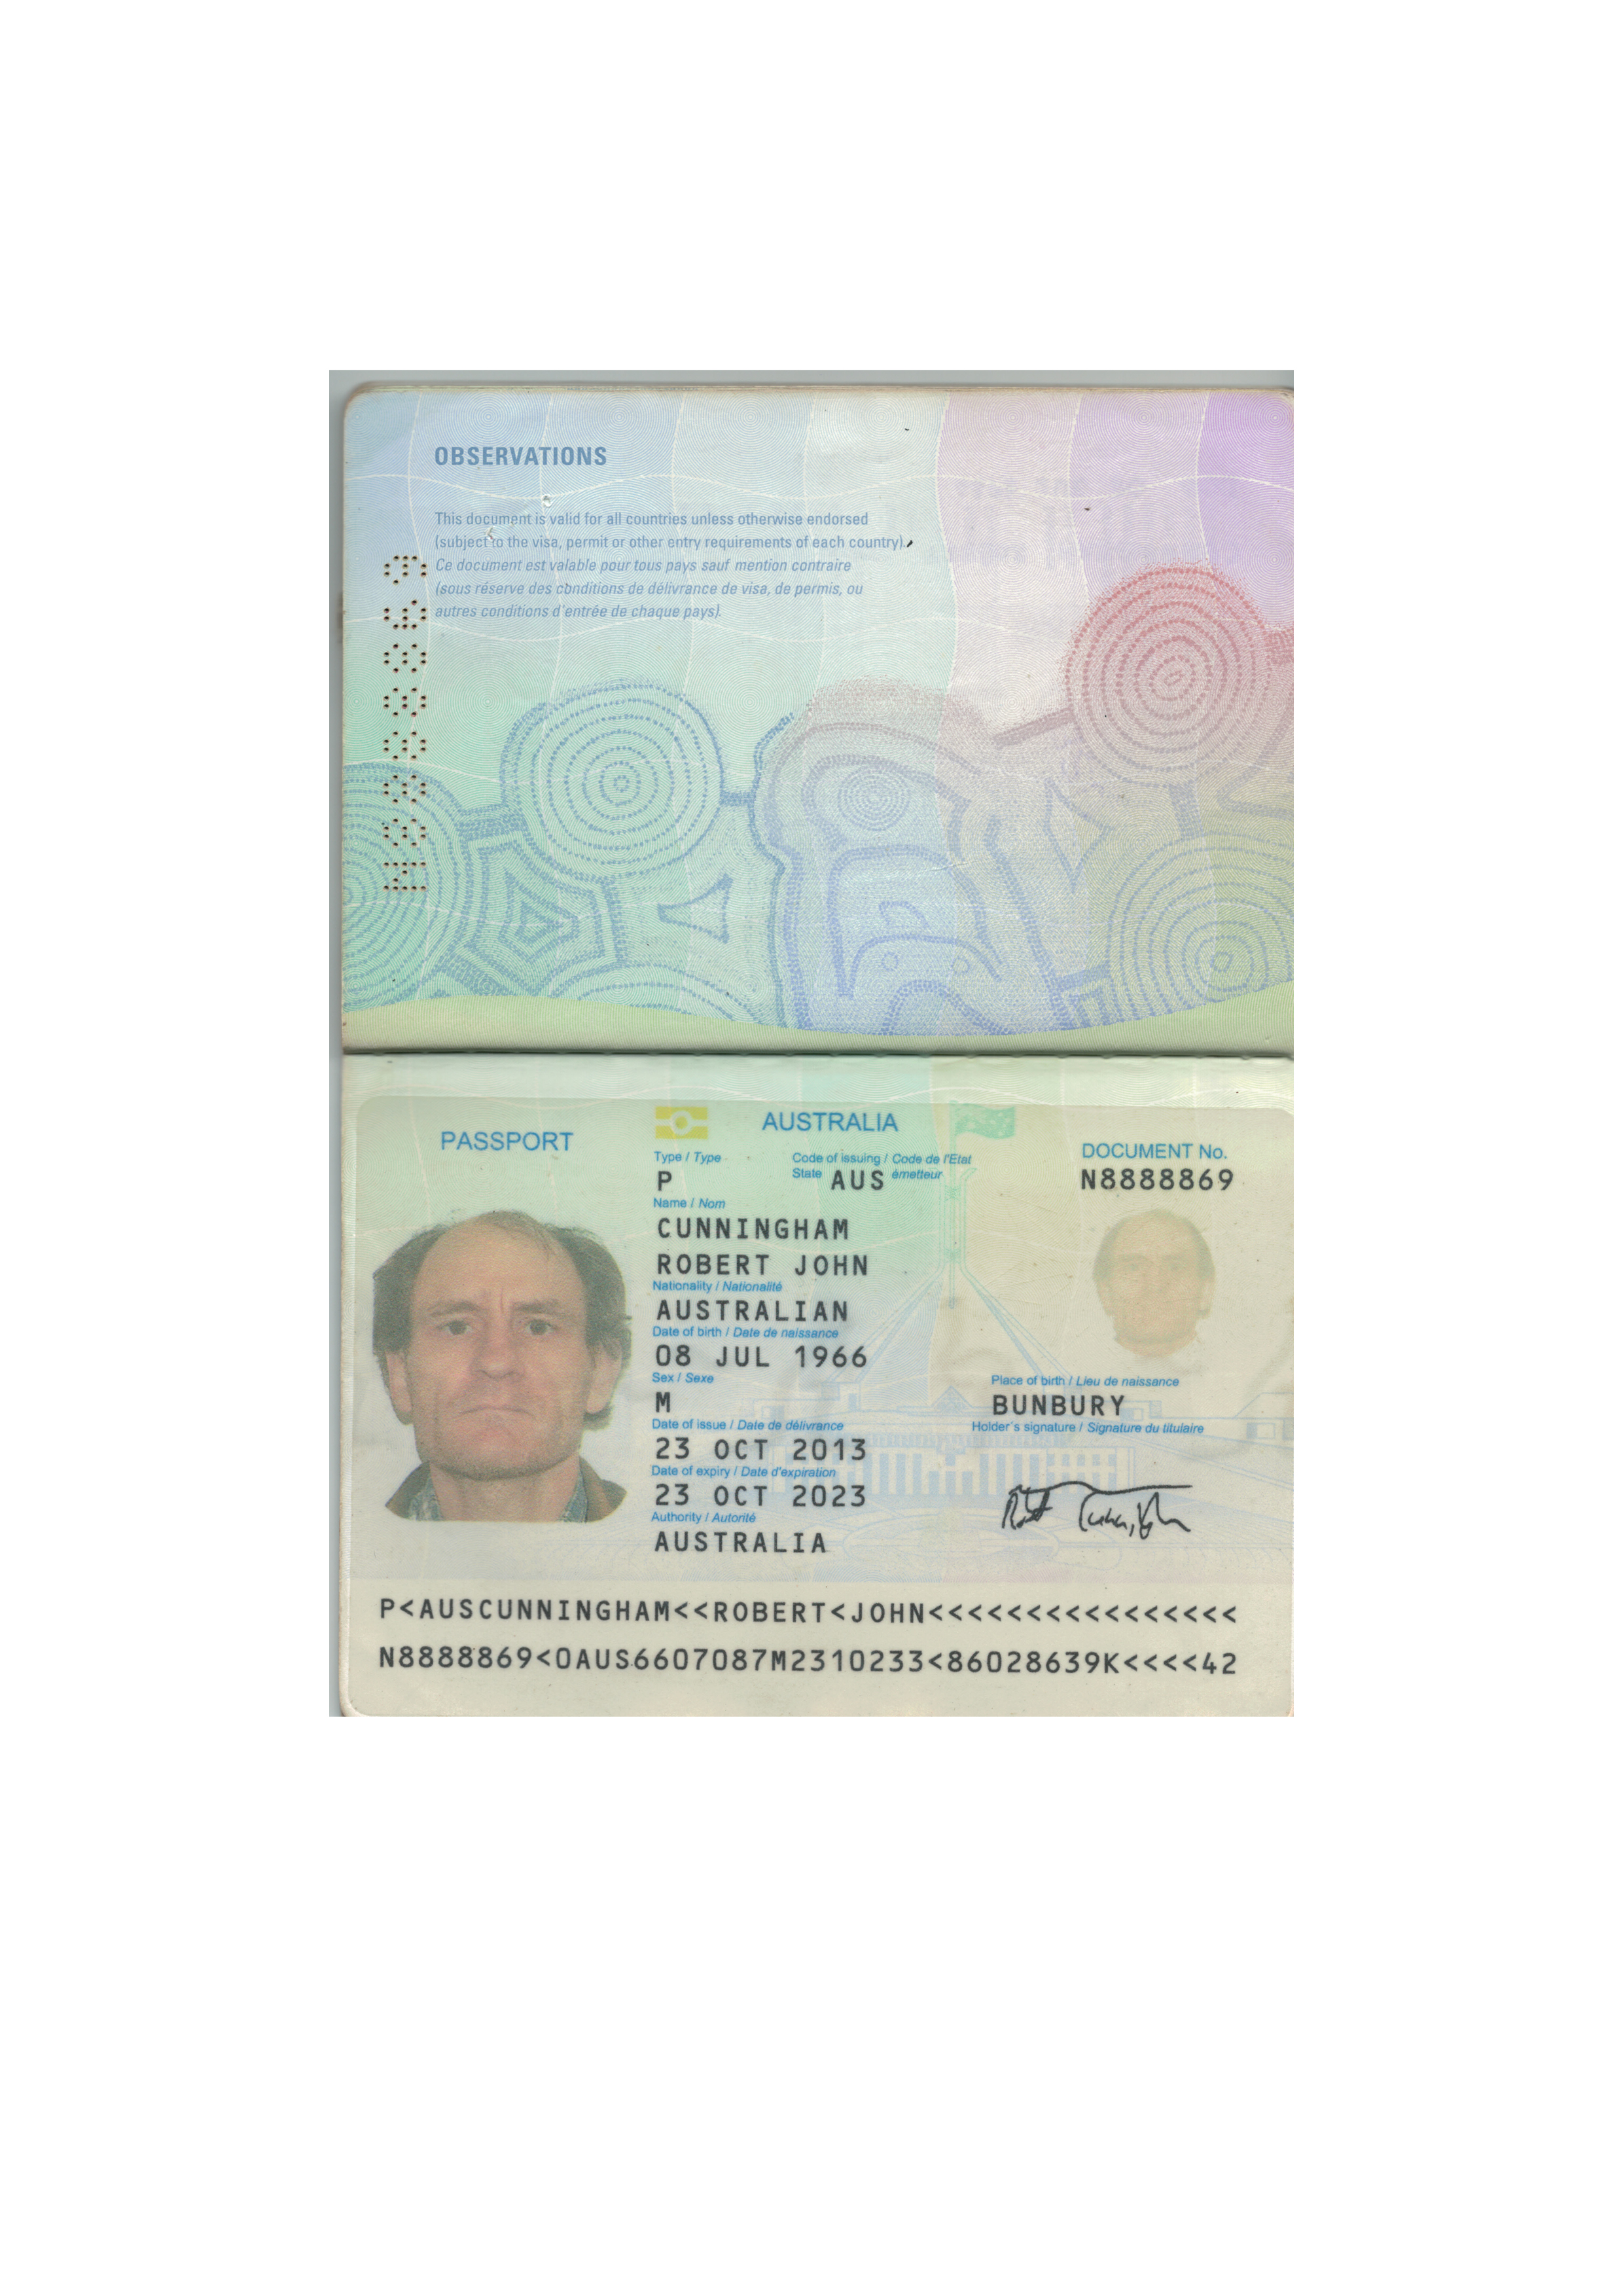 OBSERVATIONS
This document is valid for all countries unless otherwise endorsed
(subject to the visa, permit or other entry requirements of each country).
Ce document est valable pour tous pays sauf mention contraire
(sous réserve des conditions de délivrance de visa, de permis, ou
autres conditions d'entrée de chaque pays).
N8888869
PASSPORT
AUSTRALIA
DOCUMENT No.
N8888869
Type / Type
P
Code of issuing / Code de l'Etat
State AUS émetteur
Name / Nom
CUNNINGHAM
ROBERT JOHN
Nationality / Nationalité
AUSTRALIAN
Date of birth / Date de naissance
08 JUL 1966
Sex / Sexe
M
Place of birth / Lieu de naissance
BUNBURY
Date of issue / Date de délivrance
23 OCT 2013
Holder's signature / Signature du titulaire
Date of expiry / Date d'expiration
23 OCT 2023
Authority / Autorité
AUSTRALIA
P<AUSCUNNINGHAM<<ROBERT<JOHN<<<<<<<<<<<<<<<<
N8888869<0AUS6607087M2310233<86028639K<<<<42